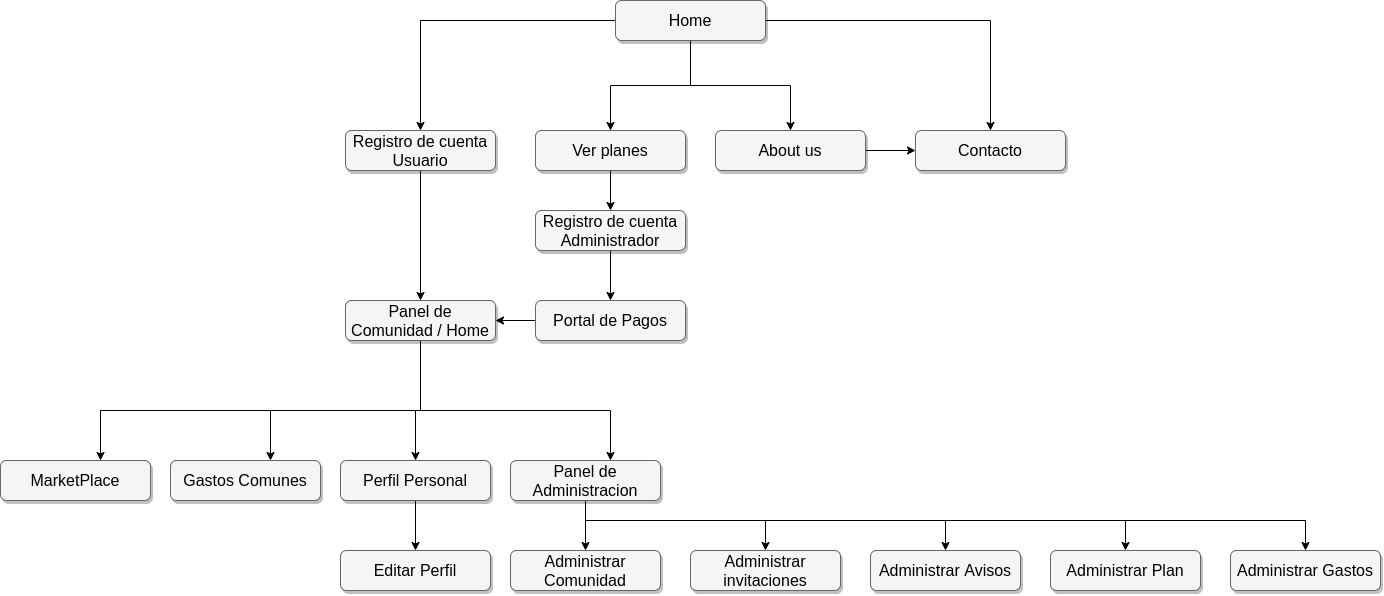 Home
Registro de cuenta
Usuario
Ver planes
About us
Contacto
Registro de cuenta
Administrador
Panel de
Comunidad / Home
Portal de Pagos
MarketPlace
Gastos Comunes
Perfil Personal
Panel de
Administracion
Editar Perfil
Administrar
Comunidad
Administrar
invitaciones
Administrar Avisos
Administrar Plan
Administrar Gastos